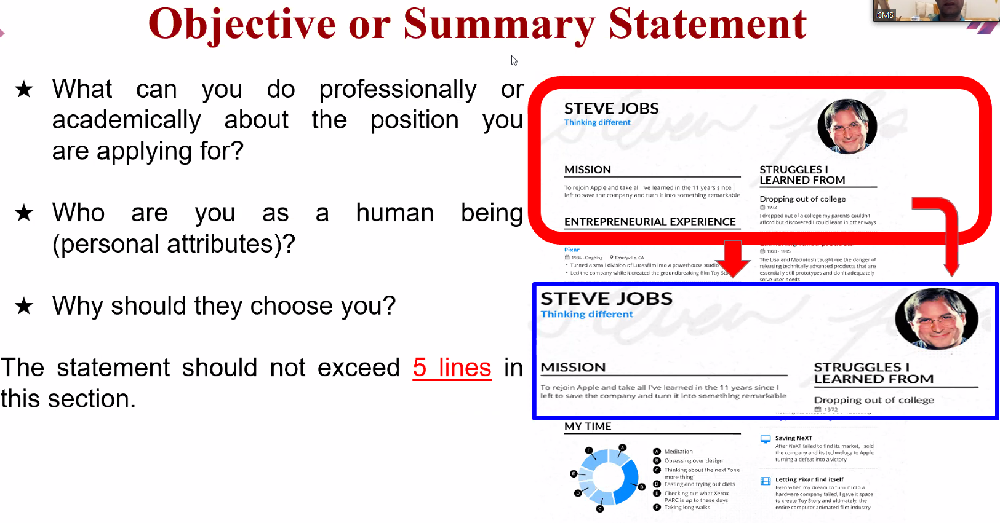 Objective or Summary Statement
CMS
★ What can you do professionally or
academically about the position you
are applying for?
★ Who are you as a human being
(personal attributes)?
★ Why should they choose you?
The statement should not exceed 5 lines in
this section.
STEVE JOBS
Thinking different
MISSION
To rejoin Apple and take all I've learned in the 11 years since I
left to save the company and turn it into something remarkable
ENTREPRENEURIAL EXPERIENCE
Pixar
1986 - Ongoing Emeryville, CA
• Turned a small division of Lucasfilm into a powerhouse studio
• Led the company while it created the groundbreaking film Toy
STRUGGLES I
LEARNED FROM
Dropping out of college
1972
I dropped out of a college my parents couldn't
afford but discovered I could learn in other ways
Launching failed products
1978 - 1985
The Lisa and Macintosh taught me the danger of
releasing technically advanced products that are
essentially still prototypes and don't adequately
solve user needs
STEVE JOBS
Thinking different
MISSION
To rejoin Apple and take all I've learned in the 11 years since I
left to save the company and turn it into something remarkable
STRUGGLES I
LEARNED FROM
Dropping out of college
1972
MY TIME
A
B
C
D
E
F
A Meditation
B Obsessing over design
C Thinking about the next "one
more thing"
D Fasting and trying out diets
E Checking out what Xerox
PARC is up to these days
F Taking long walks
Saving NeXT
After NeXT failed to find its market, I sold
the company and its technology to Apple,
turning a defeat into a victory
Letting Pixar find itself
Even when my dream to turn it into a
hardware company failed, I gave it space
to create Toy Story and ultimately, the
entire computer animated film industry